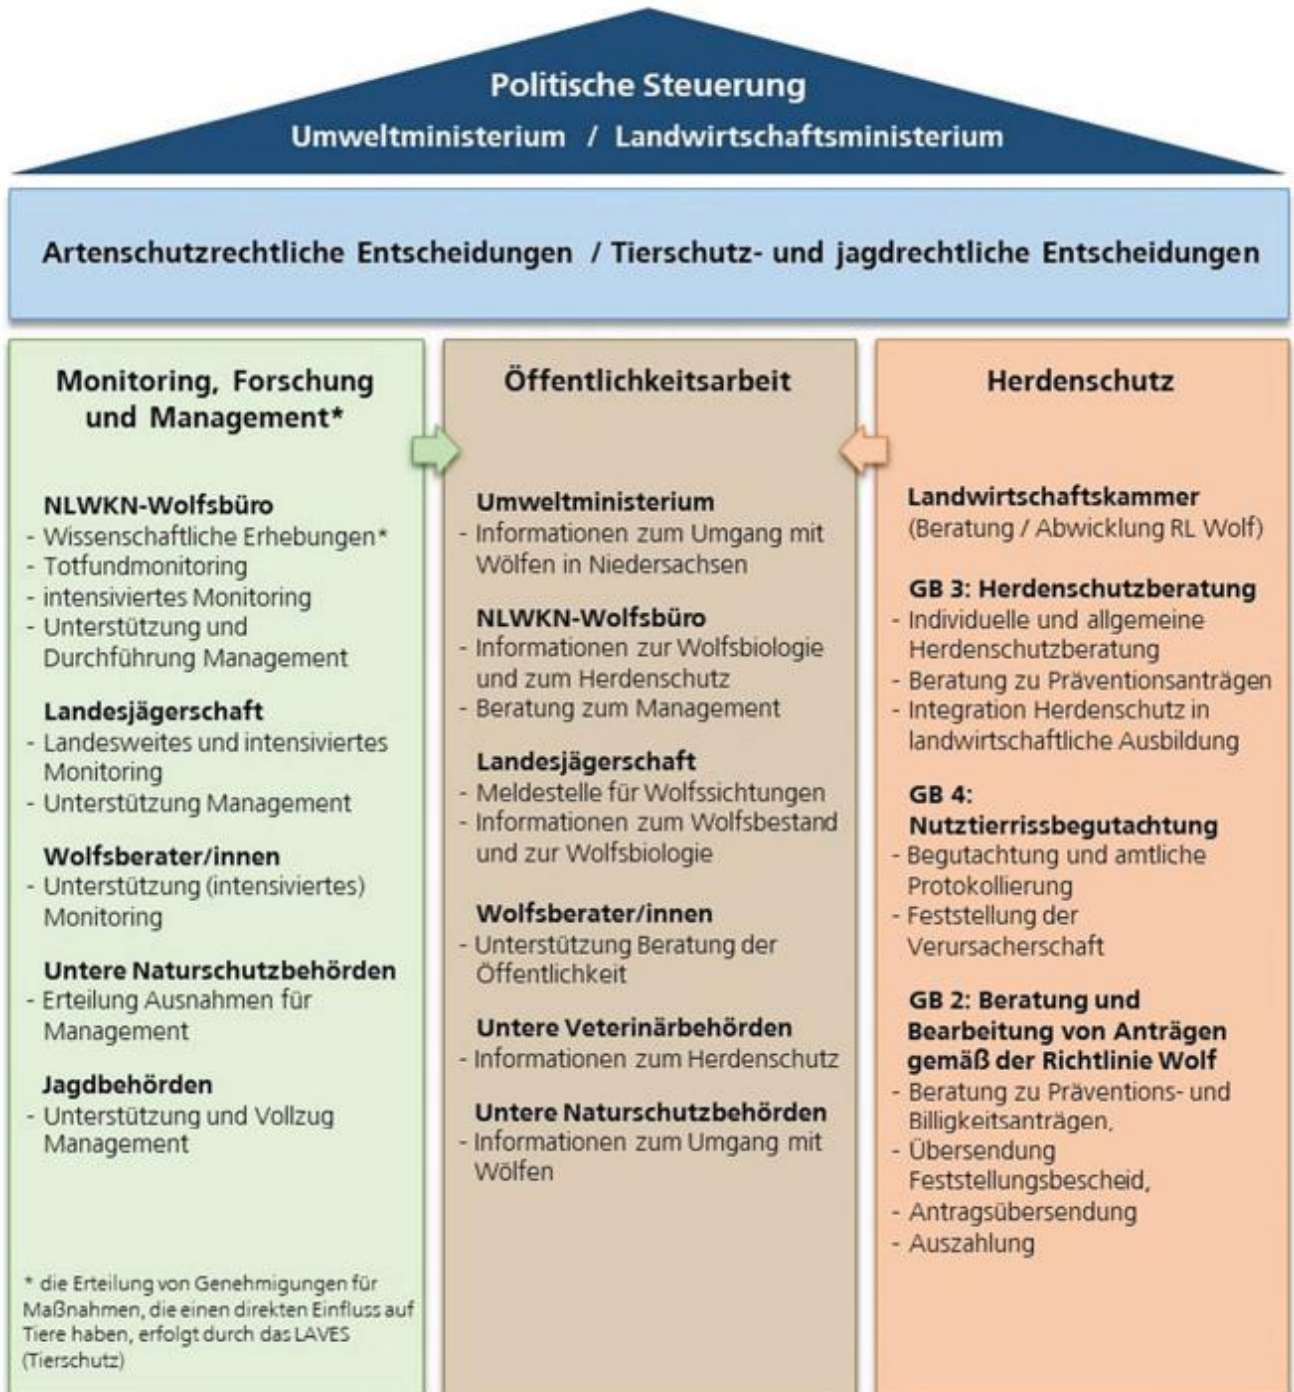 Politische Steuerung
Umweltministerium / Landwirtschaftsministerium
Artenschutzrechtliche Entscheidungen / Tierschutz- und jagdrechtliche Entscheidungen
Monitoring, Forschung
und Management*
NLWKN-Wolfsbüro
- Wissenschaftliche Erhebungen*
- Totfundmonitoring
- intensiviertes Monitoring
- Unterstützung und
Durchführung Management
Landesjägerschaft
- Landesweites und intensiviertes
Monitoring
- Unterstützung Management
Wolfsberater/innen
- Unterstützung (intensiviertes)
Monitoring
Untere Naturschutzbehörden
- Erteilung Ausnahmen für
Management
Jagdbehörden
- Unterstützung und Vollzug
Management
* die Erteilung von Genehmigungen für
Maßnahmen, die einen direkten Einfluss auf
Tiere haben, erfolgt durch das LAVES
(Tierschutz)
Öffentlichkeitsarbeit
Umweltministerium
- Informationen zum Umgang mit
Wölfen in Niedersachsen
NLWKN-Wolfsbüro
- Informationen zur Wolfsbiologie
und zum Herdenschutz
- Beratung zum Management
Landesjägerschaft
- Meldestelle für Wolfssichtungen
- Informationen zum Wolfsbestand
und zur Wolfsbiologie
Wolfsberater/innen
- Unterstützung Beratung der
Öffentlichkeit
Untere Veterinärbehörden
- Informationen zum Herdenschutz
Untere Naturschutzbehörden
- Informationen zum Umgang mit
Wölfen
Herdenschutz
Landwirtschaftskammer
(Beratung / Abwicklung RL Wolf)
GB 3: Herdenschutzberatung
- Individuelle und allgemeine
Herdenschutzberatung
- Beratung zu Präventionsanträgen
- Integration Herdenschutz in
landwirtschaftliche Ausbildung
GB 4:
Nutztierrissbegutachtung
- Begutachtung und amtliche
Protokollierung
- Feststellung der
Verursacherschaft
GB 2: Beratung und
Bearbeitung von Anträgen
gemäß der Richtlinie Wolf
- Beratung zu Präventions- und
Billigkeitsanträgen,
- Übersendung
Feststellungsbescheid,
- Antragsübersendung
- Auszahlung